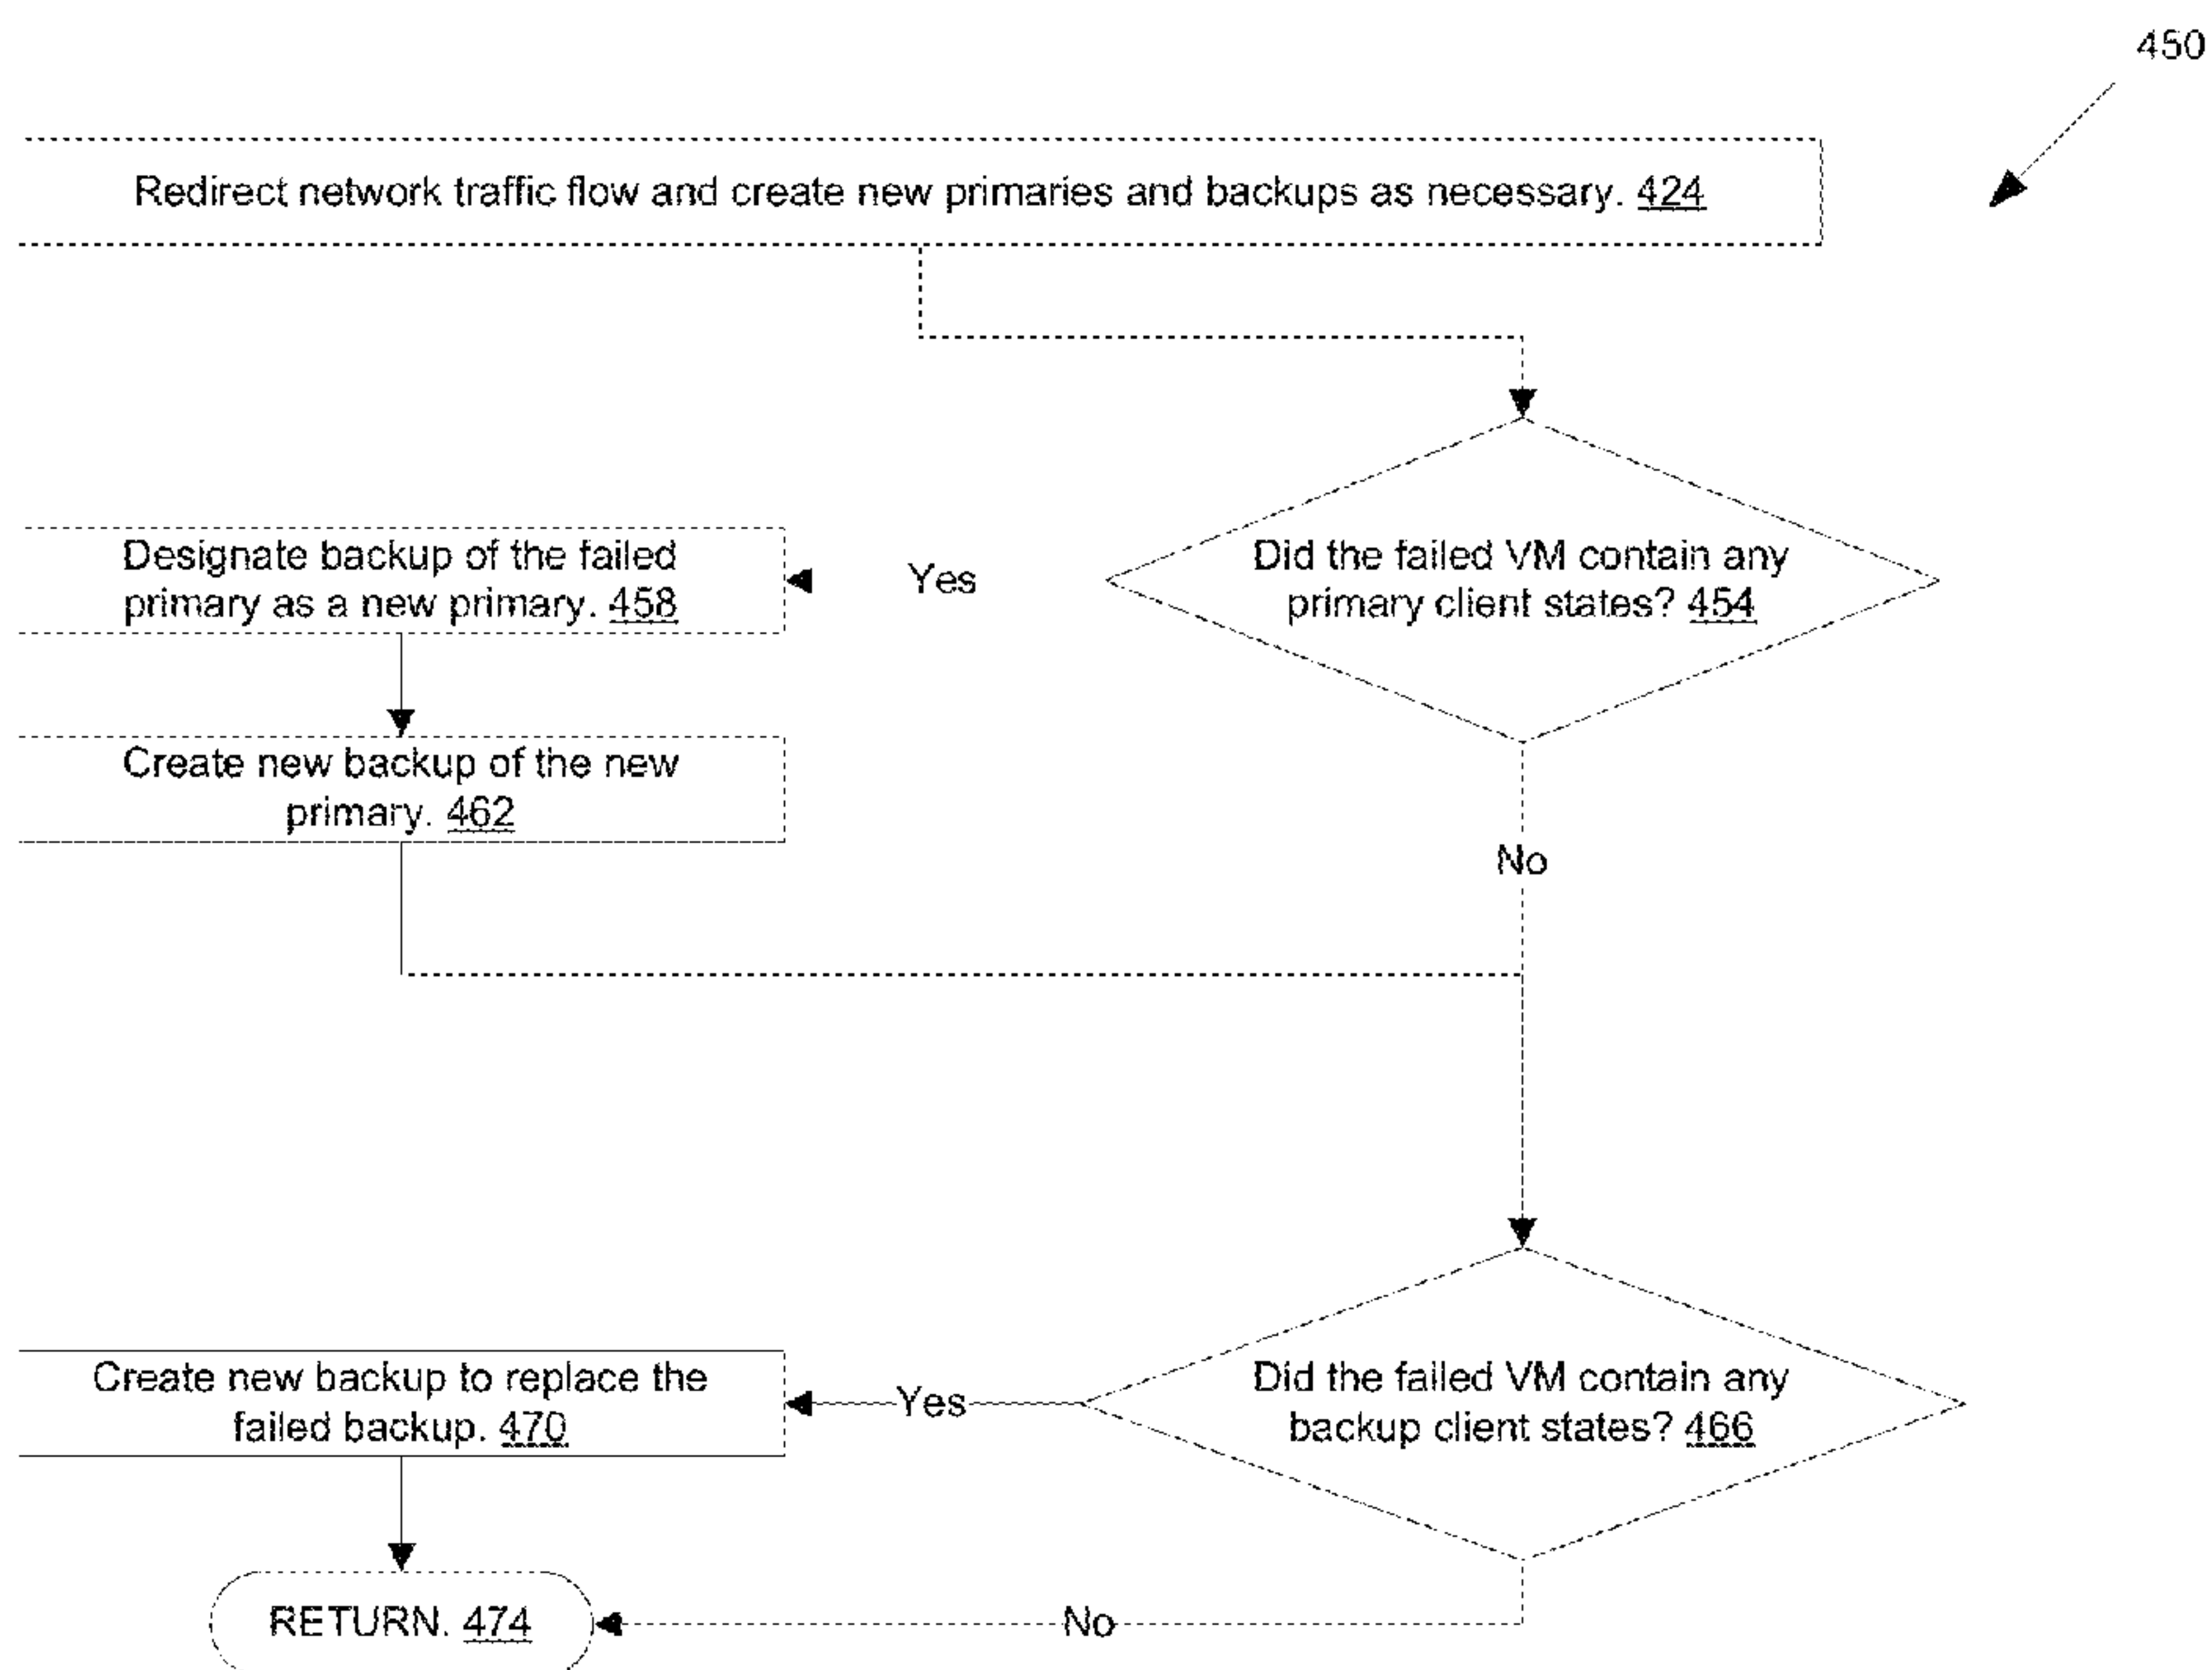 450
Redirect network traffic flow and create new primaries and backups as necessary. 424
Designate backup of the failed
primary as a new primary. 458
Yes
Did the failed VM contain any
primary client states? 454
Create new backup of the new
primary. 462
No
Create new backup to replace the
failed backup. 470
Yes
Did the failed VM contain any
backup client states? 466
RETURN. 474
No